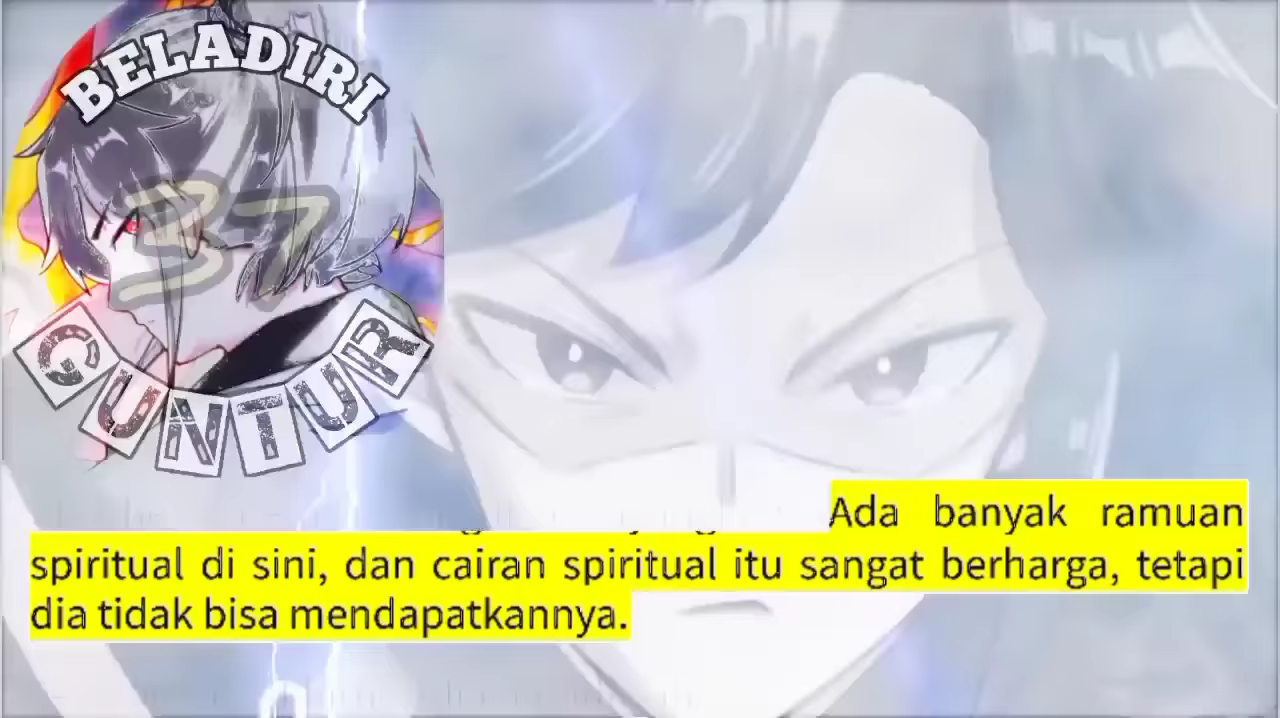 BELADIRI
37
GUNTUR
Ada banyak ramuan
spiritual di sini, dan cairan spiritual itu sangat berharga, tetapi
dia tidak bisa mendapatkannya.